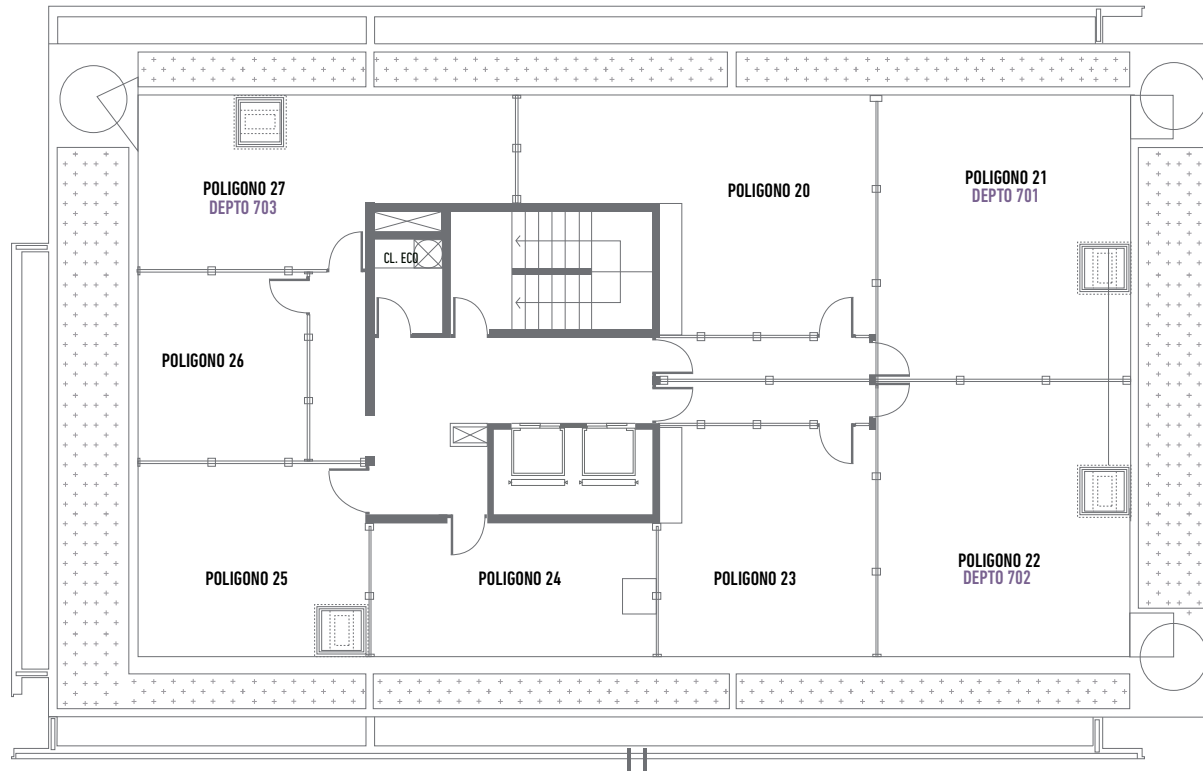 POLIGONO 27
DEPTO 703
POLIGONO 20
POLIGONO 21
DEPTO 701
CL. ECO
POLIGONO 26
POLIGONO 25
POLIGONO 24
POLIGONO 23
POLIGONO 22
DEPTO 702